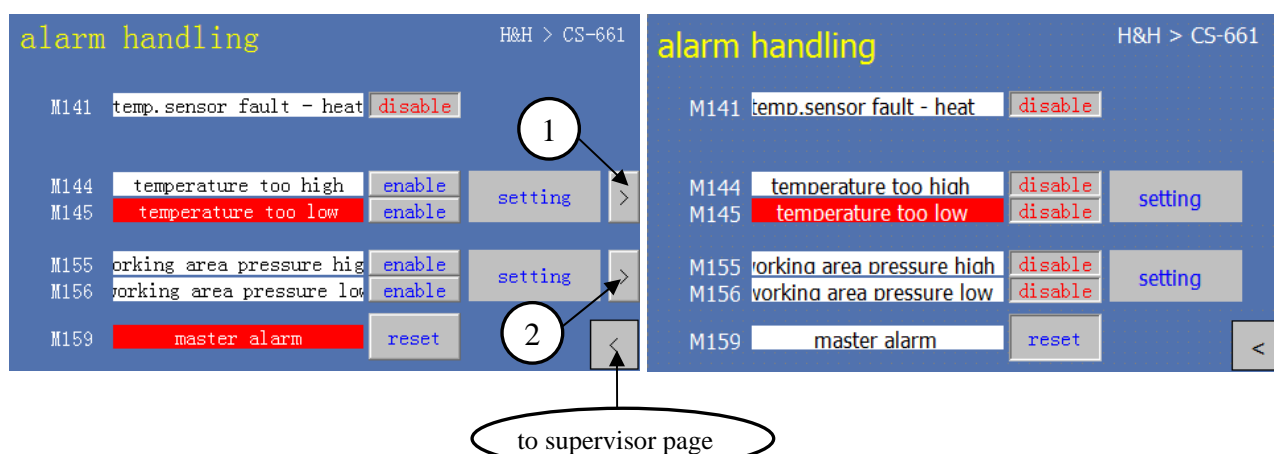 alarm handling H&H > CS-661
M141 temp.sensor fault - heat disable
1
M144 temperature too high enable
setting >
M145 temperature too low enable
M155 orking area pressure hig enable
setting >
M156 orking area pressure low enable
M159 master alarm reset 2 <
alarm handling H&H > CS-661
M141 temp.sensor fault - heat disable
M144 temperature too high disable
setting
M145 temperature too low disable
M155 orking area pressure high disable
setting
M156 working area pressure low disable
M159 master alarm reset <
to supervisor page